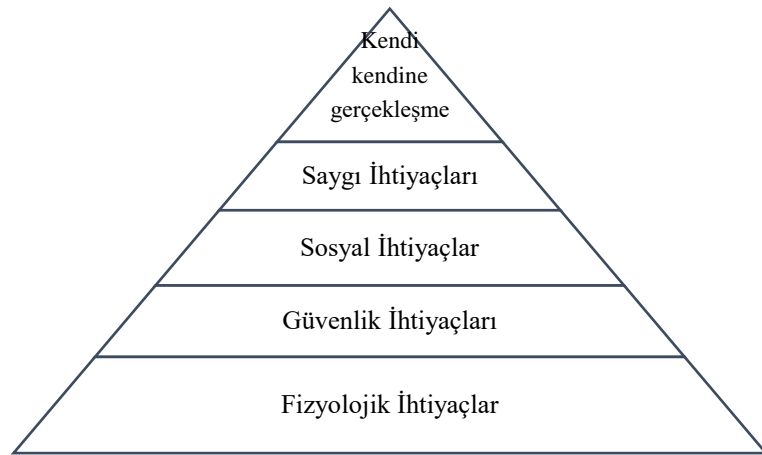 Kendi
kendine
gerçekleşme
Saygı İhtiyaçları
Sosyal İhtiyaçlar
Güvenlik İhtiyaçları
Fizyolojik İhtiyaçlar